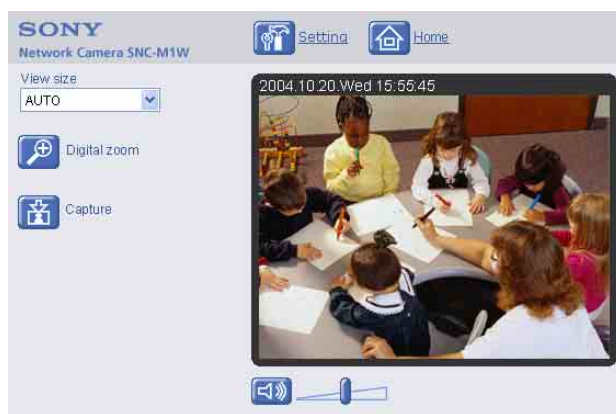 SONY
Network Camera SNC-M1W
Setting
Home
View size
AUTO
Digital zoom
Capture
2004.10.20.Wed 15:55:45